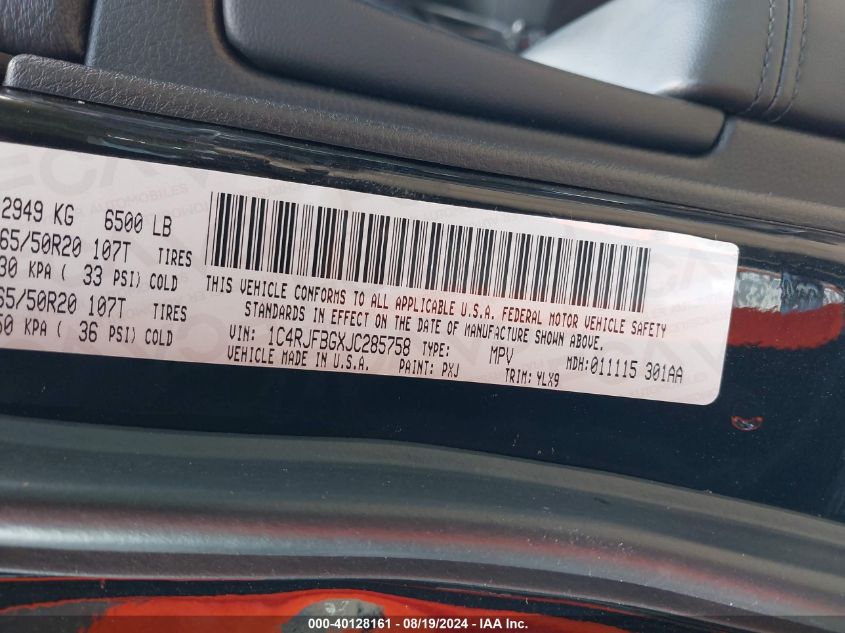 2949 KG 6500 LB
65/50R20 107T TIRES
30 KPA ( 33 PSI) COLD
65/50R20 107T TIRES
50 KPA ( 36 PSI) COLD
THIS VEHICLE CONFORMS TO ALL APPLICABLE U.S.A. FEDERAL MOTOR VEHICLE SAFETY
STANDARDS IN EFFECT ON THE DATE OF MANUFACTURE SHOWN ABOVE.
VIN: 1C4RJFBGXJC285758 TYPE: MPV MDH:011115 301AA
VEHICLE MADE IN U.S.A. PAINT: PXJ TRIM: YLX9
000-40128161 - 08/19/2024 - IAA Inc.